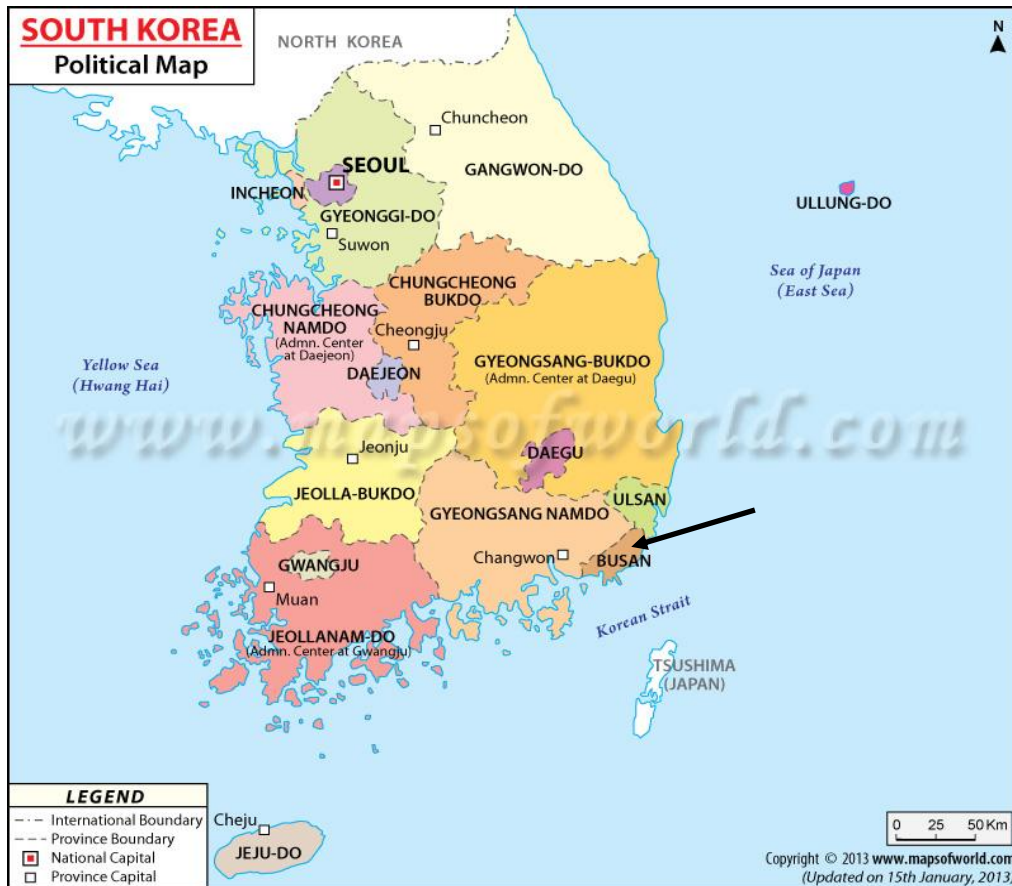 SOUTH KOREA
Political Map
NORTH KOREA
N
Chuncheon
SEOUL
GANGWON-DO
INCHEON
GYEONGGI-DO
Suwon
ULLUNG-DO
Sea of Japan
(East Sea)
CHUNGCHEONG
BUKDO
CHUNGCHEONG
NAMDO
(Admn. Center
at Daejeon)
Cheongju
Yellow Sea
(Hwang Hai)
DAEJEON
GYEONGSANG-BUKDO
(Admn. Center at Daegu)
www.mapsofworld.com
Jeonju
DAEGU
JEOLLA-BUKDO
ULSAN
GYEONGSANG NAMDO
Changwon
BUSAN
GWANGJU
Muan
Korean Strait
JEOLLANAM-DO
(Admn. Center at Gwangju)
TSUSHIMA
(JAPAN)
LEGEND
International Boundary
Province Boundary
National Capital
Province Capital
Cheju
JEJU-DO
0 25 50 Km
Copyright © 2013 www.mapsofworld.com
(Updated on 15th January, 2013)